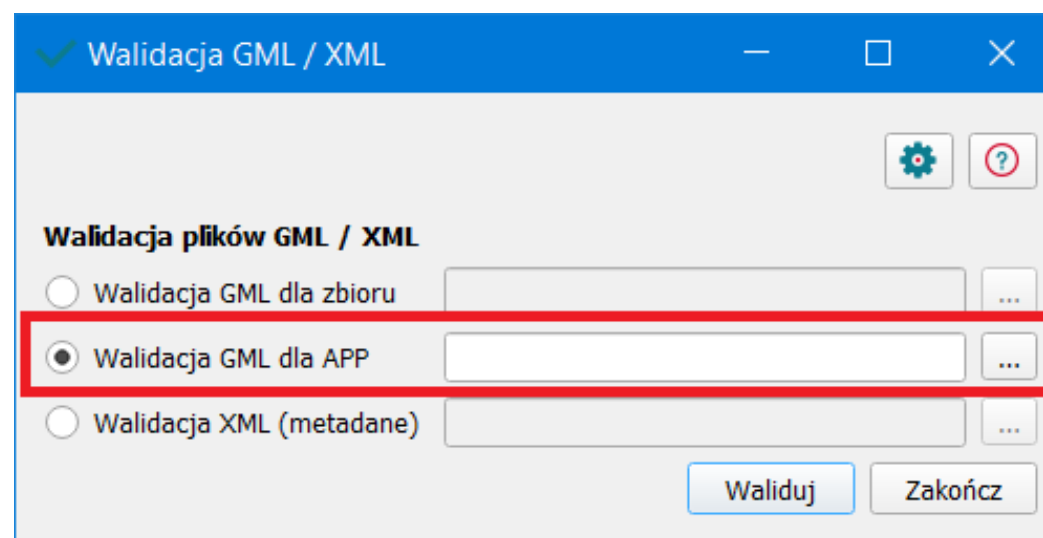 Walidacja GML / XML
?
Walidacja plików GML / XML
Walidacja GML dla zbioru ...
Walidacja GML dla APP ...
Walidacja XML (metadane) ...
Waliduj Zakończ